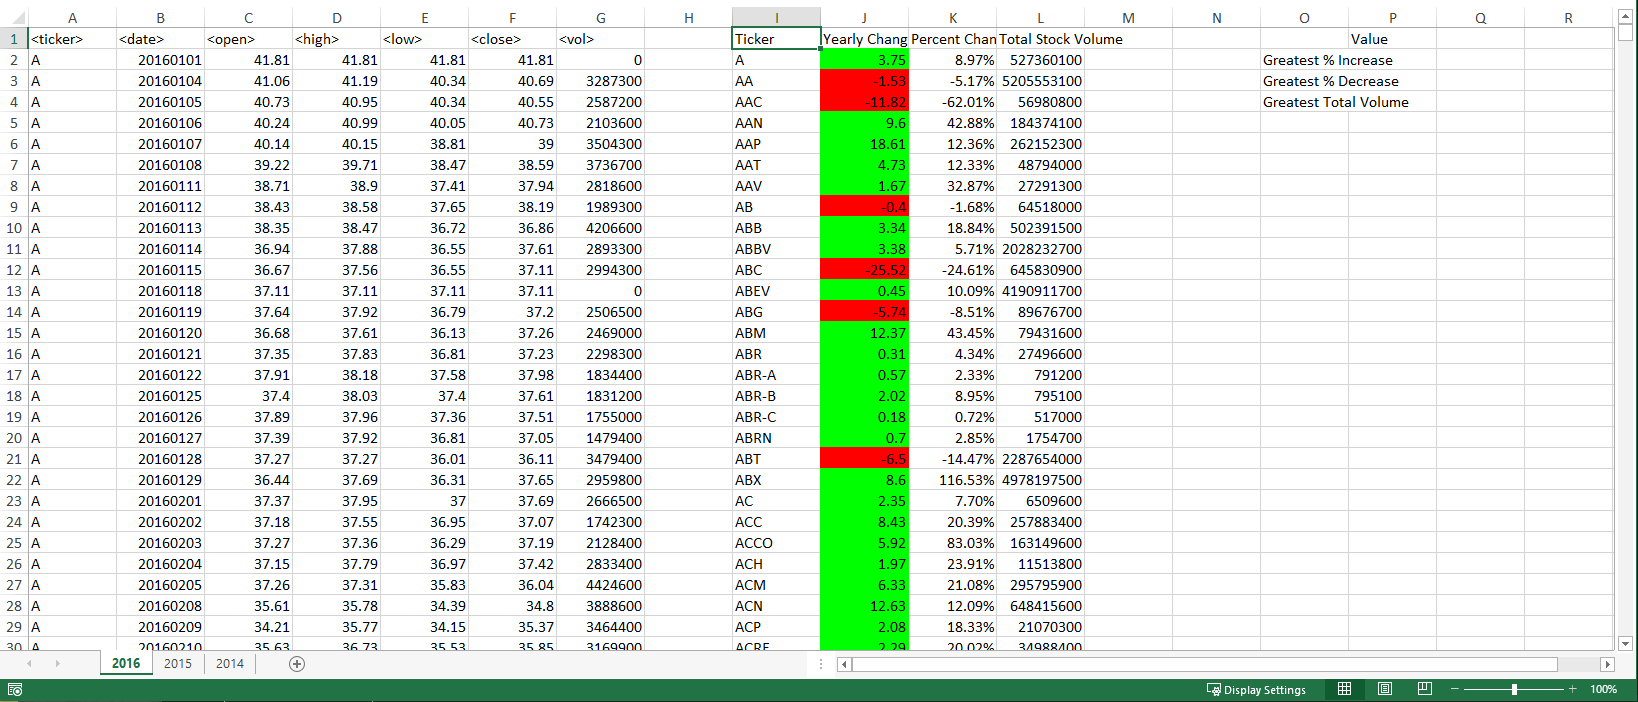 A B C D E F G H I J K L M N O P Q R
1 <ticker> <date> <open> <high> <low> <close> <vol> Ticker Yearly Chang Percent Chan Total Stock Volume Value
2 A 20160101 41.81 41.81 41.81 41.81 0 A 3.75 8.97% 527360100 Greatest % Increase
3 A 20160104 41.06 41.19 40.34 40.69 3287300 AA -1.53 -5.17% 5205553100 Greatest % Decrease
4 A 20160105 40.73 40.95 40.34 40.55 2587200 AAC -11.82 -62.01% 56980800 Greatest Total Volume
5 A 20160106 40.24 40.99 40.05 40.73 2103600 AAN 9.6 42.88% 184374100
6 A 20160107 40.14 40.15 38.81 39 3504300 AAP 18.61 12.36% 262152300
7 A 20160108 39.22 39.71 38.47 38.59 3736700 AAT 4.73 12.33% 48794000
8 A 20160111 38.71 38.9 37.41 37.94 2818600 AAV 1.67 32.87% 27291300
9 A 20160112 38.43 38.58 37.65 38.19 1989300 AB -0.4 -1.68% 64518000
10 A 20160113 38.35 38.47 36.72 36.86 4206600 ABB 3.34 18.84% 502391500
11 A 20160114 36.94 37.88 36.55 37.61 2893300 ABBV 3.38 5.71% 2028232700
12 A 20160115 36.67 37.56 36.55 37.11 2994300 ABC -25.52 -24.61% 645830900
13 A 20160118 37.11 37.11 37.11 37.11 0 ABEV 0.45 10.09% 4190911700
14 A 20160119 37.64 37.92 36.79 37.2 2506500 ABG -5.74 -8.51% 89676700
15 A 20160120 36.68 37.61 36.13 37.26 2469000 ABM 12.37 43.45% 79431600
16 A 20160121 37.35 37.83 36.81 37.23 2298300 ABR 0.31 4.34% 27496600
17 A 20160122 37.91 38.18 37.58 37.98 1834400 ABR-A 0.57 2.33% 791200
18 A 20160125 37.4 38.03 37.4 37.61 1831200 ABR-B 2.02 8.95% 795100
19 A 20160126 37.89 37.96 37.36 37.51 1755000 ABR-C 0.18 0.72% 517000
20 A 20160127 37.39 37.92 36.81 37.05 1479400 ABRN 0.7 2.85% 1754700
21 A 20160128 37.27 37.27 36.01 36.11 3479400 ABT -6.5 -14.47% 2287654000
22 A 20160129 36.44 37.69 36.31 37.65 2959800 ABX 8.6 116.53% 4978197500
23 A 20160201 37.37 37.95 37 37.69 2666500 AC 2.35 7.70% 6509600
24 A 20160202 37.18 37.55 36.95 37.07 1742300 ACC 8.43 20.39% 257883400
25 A 20160203 37.27 37.36 36.29 37.19 2128400 ACCO 5.92 83.03% 163149600
26 A 20160204 37.15 37.79 36.97 37.42 2833400 ACH 1.97 23.91% 11513800
27 A 20160205 37.26 37.31 35.83 36.04 4424600 ACM 6.33 21.08% 295795900
28 A 20160208 35.61 35.78 34.39 34.8 3888600 ACN 12.63 12.09% 648415600
29 A 20160209 34.21 35.77 34.15 35.37 3464400 ACP 2.08 18.33% 21070300
30 A 20160210 35.63 36.73 35.53 35.85 3169900 ACRE 2.29 20.02% 34988400
2016 2015 2014
Display Settings 100%